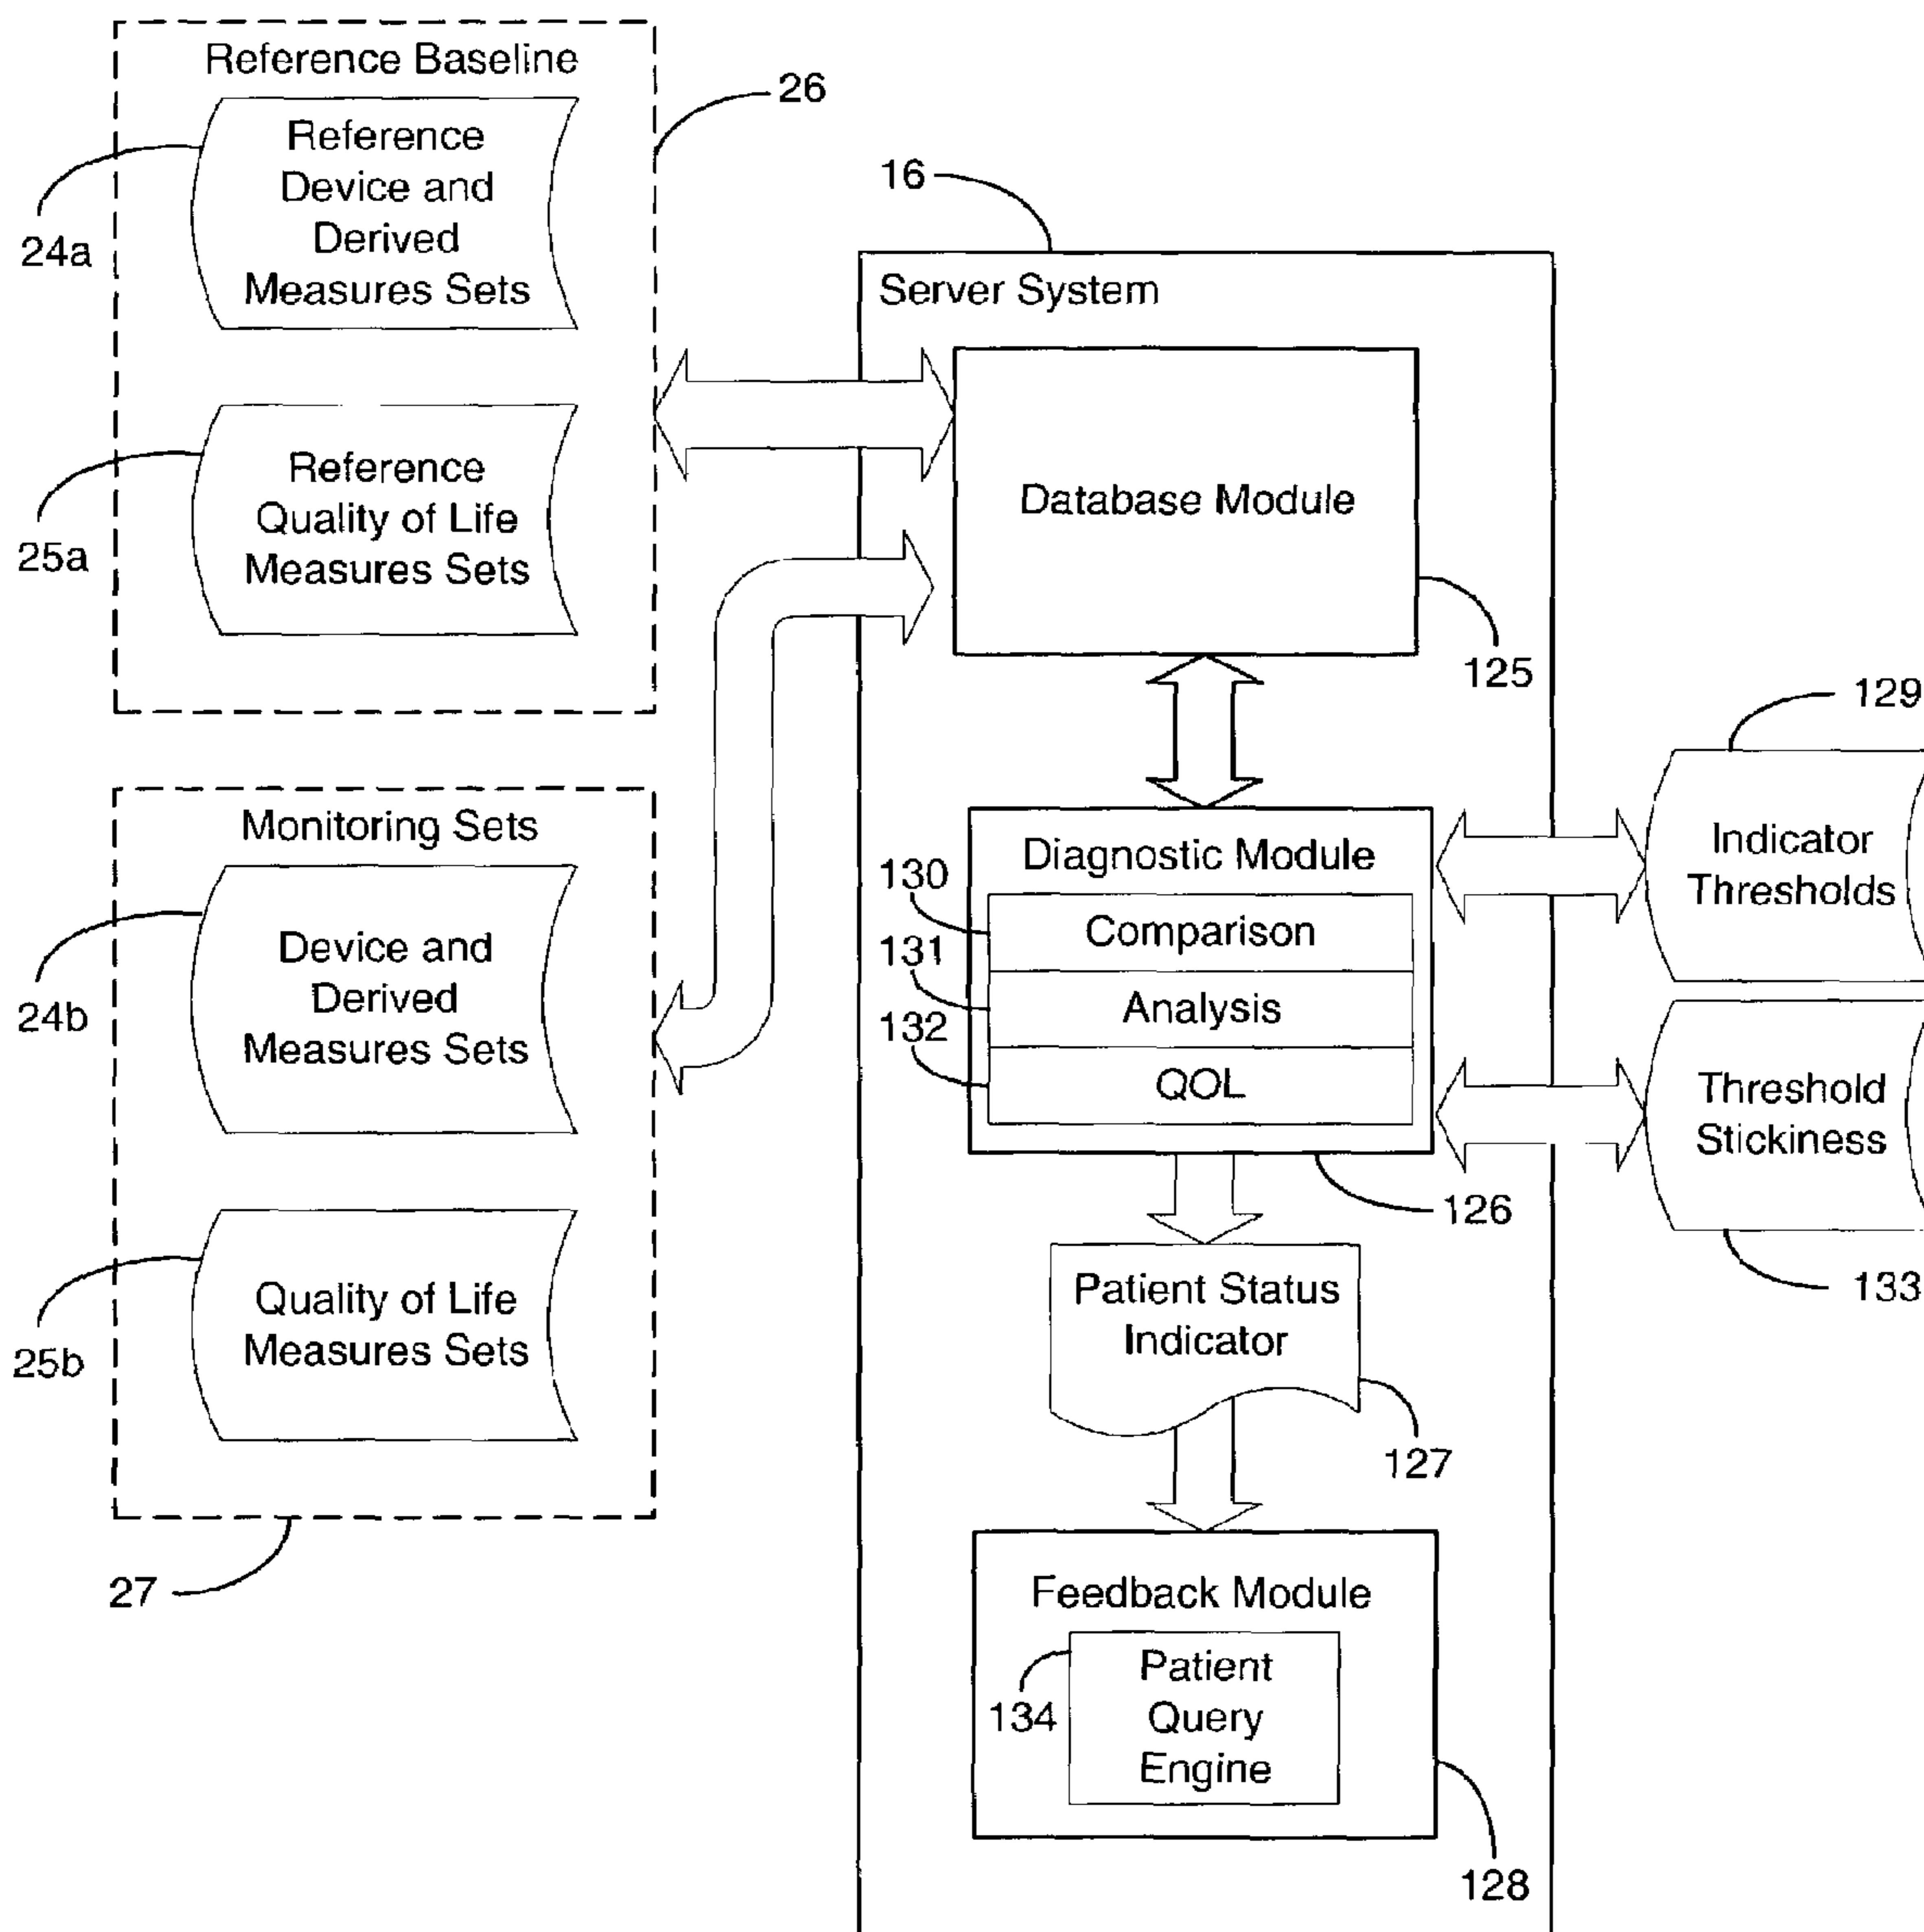 Reference Baseline
26
Reference
Device and
Derived
Measures Sets
24a
Reference
Quality of Life
Measures Sets
25a
Monitoring Sets
Device and
Derived
Measures Sets
24b
Quality of Life
Measures Sets
25b
27
16
Server System
Database Module
125
Diagnostic Module
130
Comparison
131
Analysis
132
QOL
126
129
Indicator
Thresholds
Threshold
Stickiness
133
Patient Status
Indicator
127
Feedback Module
134
Patient
Query
Engine
128